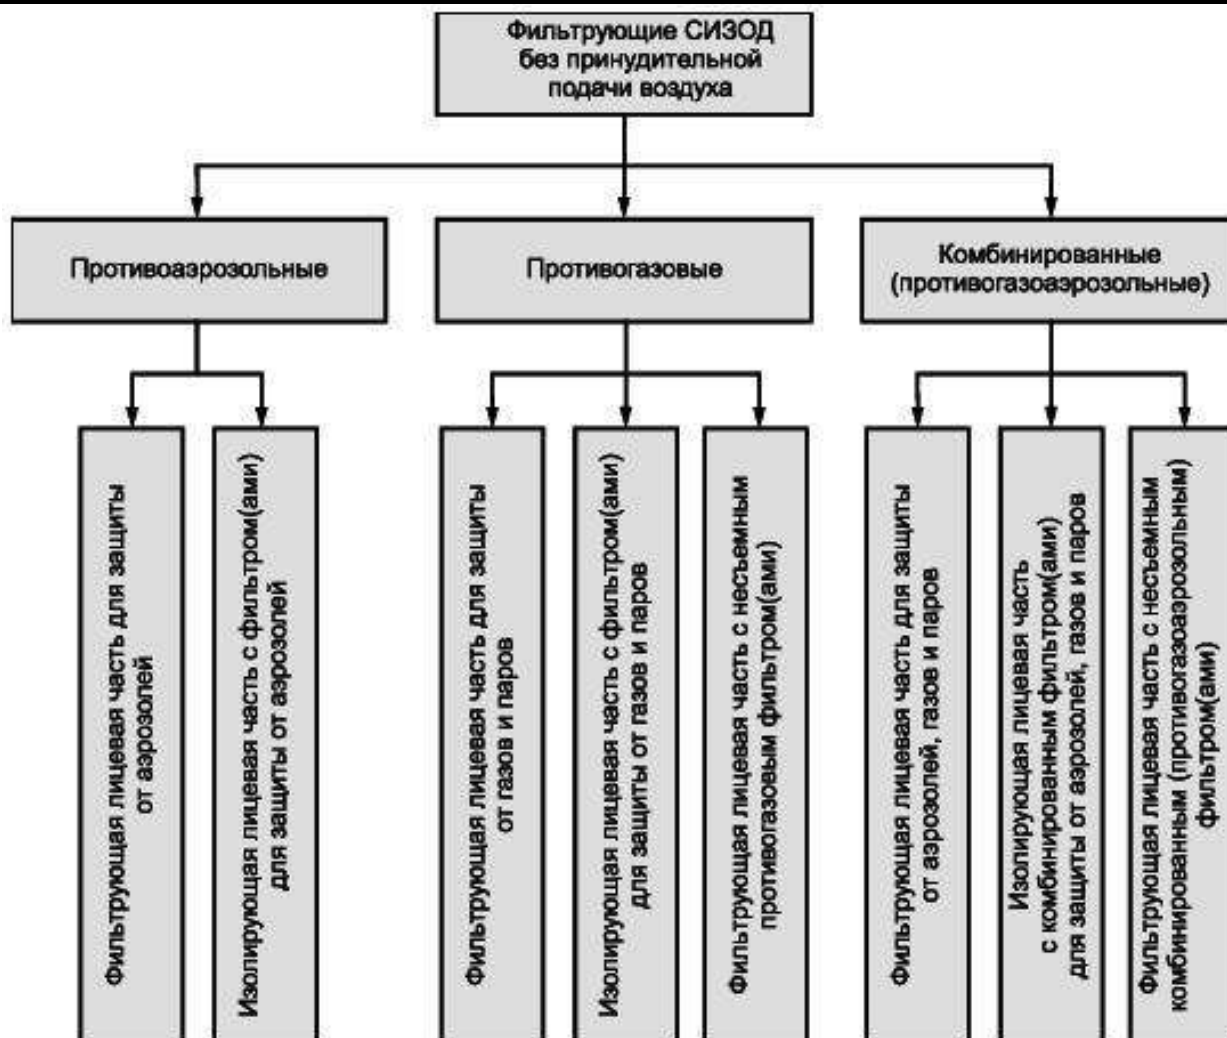 Фильтрующие СИЗОД
без принудительной
подачи воздуха
Противоаэрозольные
Противогазовые
Комбинированные
(противогазоаэрозольные)
Фильтрующая лицевая часть для защиты
от аэрозолей
Изолирующая лицевая часть с фильтром(ами)
для защиты от аэрозолей
Фильтрующая лицевая часть для защиты
от газов и паров
Изолирующая лицевая часть с фильтром(ами)
для защиты от газов и паров
Фильтрующая лицевая часть с несъемным
противогазовым фильтром(ами)
Фильтрующая лицевая часть для защиты
от аэрозолей, газов и паров
Изолирующая лицевая часть
с комбинированным фильтром(ами)
для защиты от аэрозолей, газов и паров
Фильтрующая лицевая часть с несъемным
комбинированным (противогазоаэрозольным)
фильтром(ами)